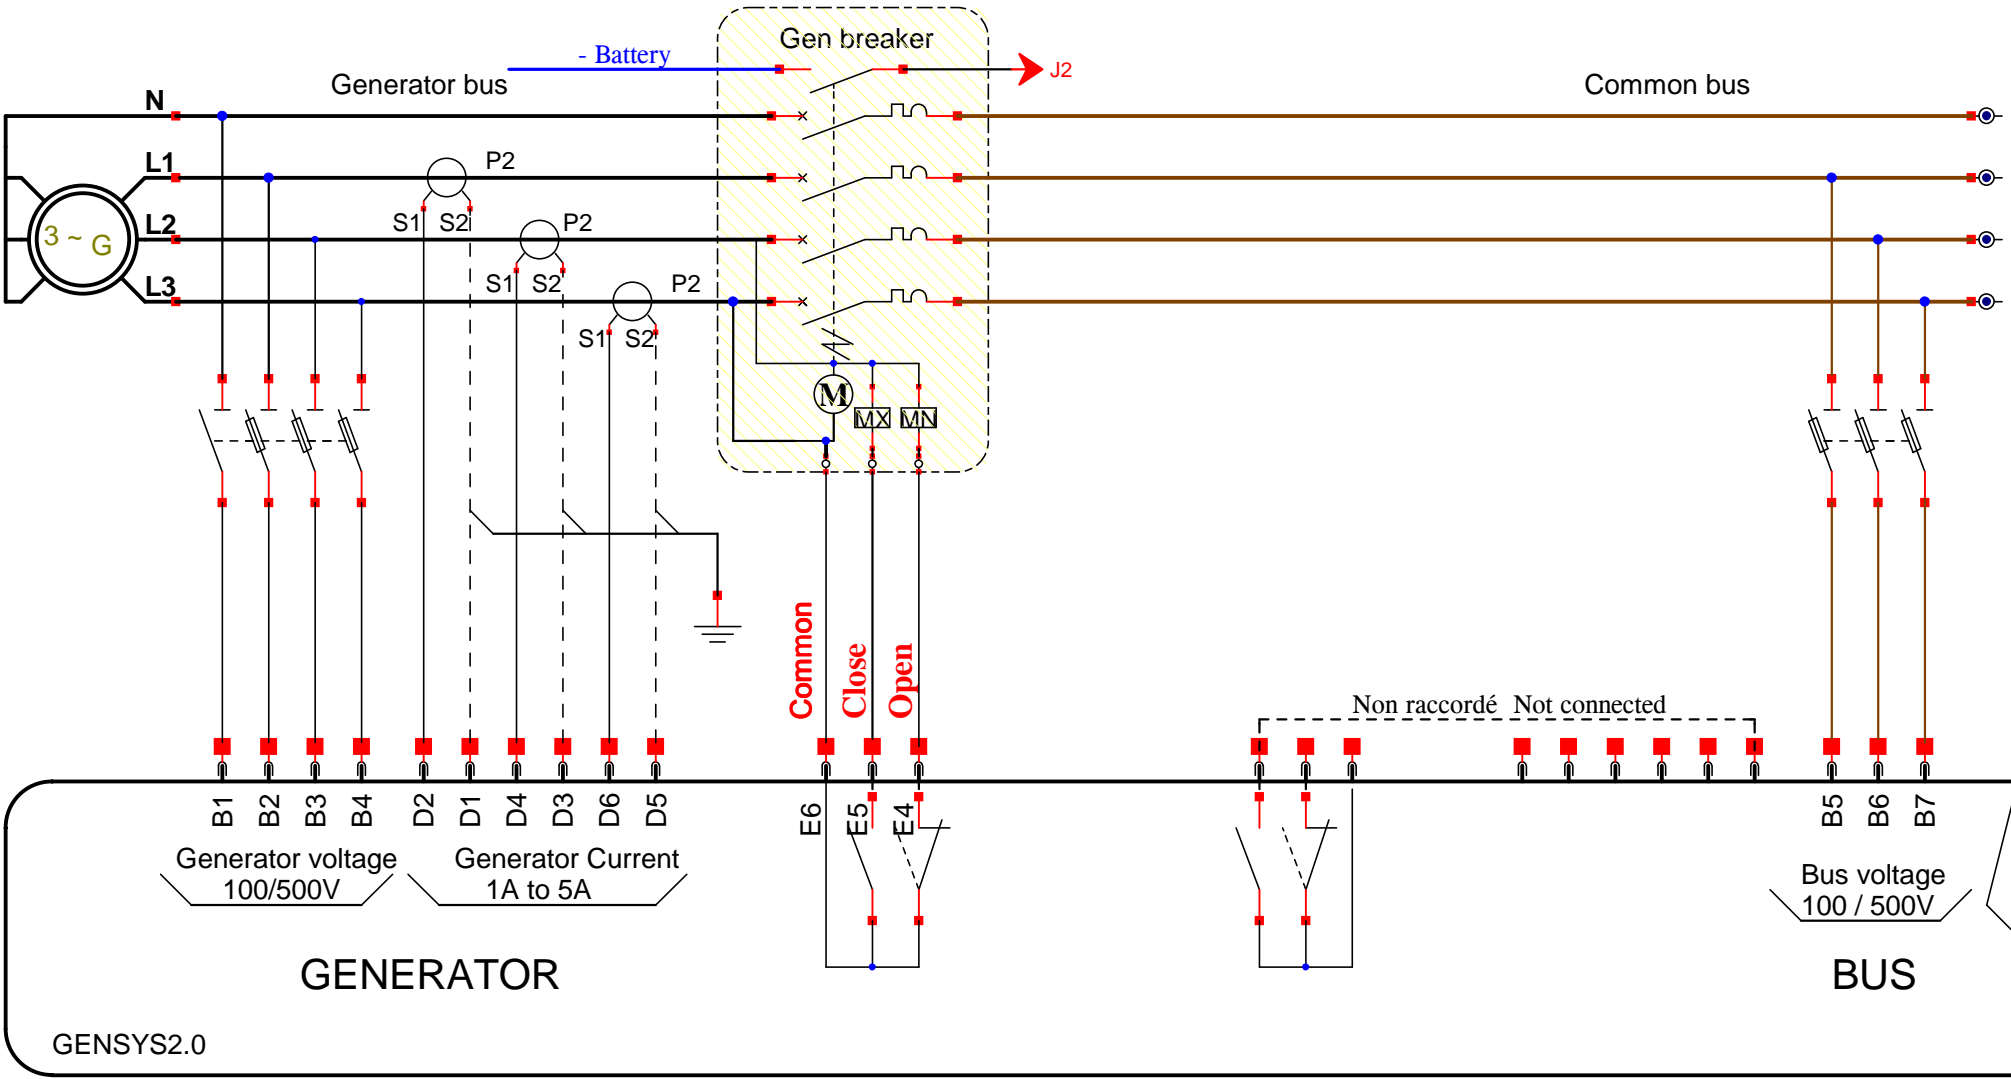 Gen breaker
- Battery
J2
Generator bus
Common bus
N
L1
P2
S1 S2
L2
P2
3 ~ G
S1 S2
L3
P2
S1 S2
M
MX
MN
Common
Close
Open
Non raccordé Not connected
B1
B2
B3
B4
D2
D1
D4
D3
D6
D5
E6
E5
E4
B5
B6
B7
Generator voltage
100/500V
Generator Current
1A to 5A
Bus voltage
100 / 500V
GENERATOR
BUS
GENSYS2.0